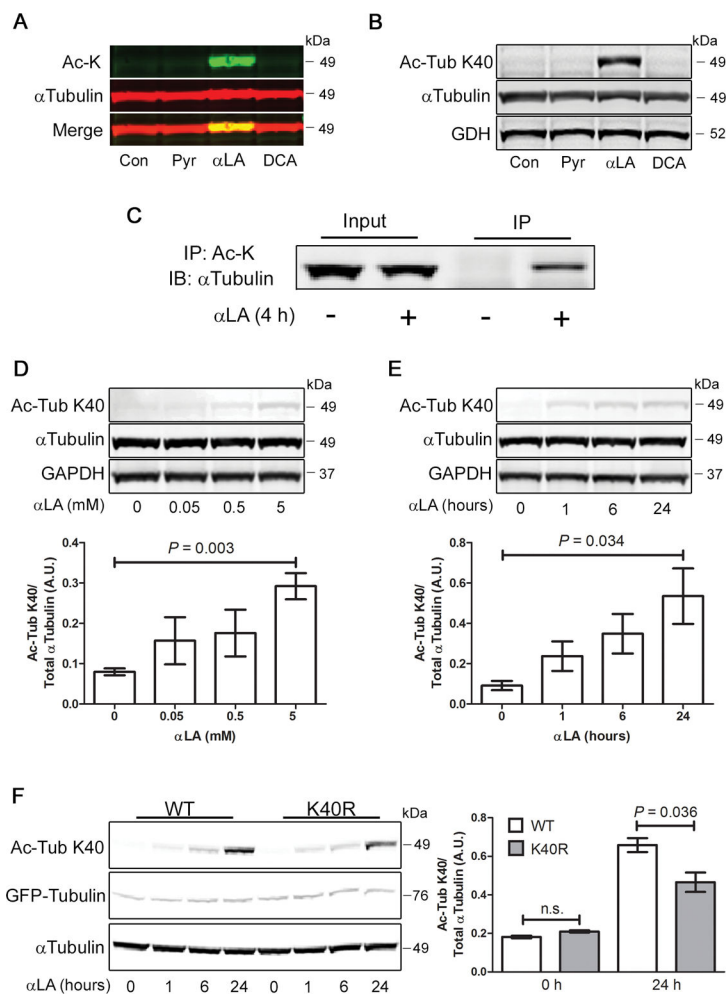 A
kDa
Ac-K
49
αTubulin
49
Merge
49
Con Pyr αLA DCA
B
kDa
Ac-Tub K40
49
αTubulin
49
GDH
52
Con Pyr αLA DCA
C
Input IP
IP: Ac-K
IB: αTubulin
αLA (4 h) - + - +
D
kDa
Ac-Tub K40
49
αTubulin
49
GAPDH
37
αLA (mM) 0 0.05 0.5 5
P = 0.003
Ac-Tub K40/
Total α Tubulin (A.U.)
0.4
0.3
0.2
0.1
0.0
0 0.05 0.5 5
αLA (mM)
E
kDa
Ac-Tub K40
49
αTubulin
49
GAPDH
37
αLA (hours) 0 1 6 24
P = 0.034
Ac-Tub K40/
Total α Tubulin (A.U.)
0.8
0.6
0.4
0.2
0.0
0 1 6 24
αLA (hours)
F
WT K40R
kDa
Ac-Tub K40
49
GFP-Tubulin
76
αTubulin
49
αLA (hours) 0 1 6 24 0 1 6 24
Ac-Tub K40/
Total α Tubulin (A.U.)
0.8
0.6
0.4
0.2
0.0
WT
K40R
P = 0.036
n.s.
0 h 24 h